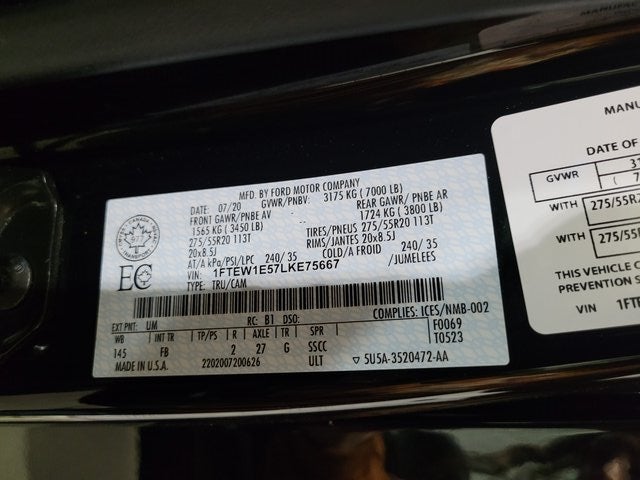 MFD. BY FORD MOTOR COMPANY
DATE: 07/20 GVWR/PNBV: 3175 KG (7000 LB)
FRONT GAWR/PNBE AV REAR GAWR/ PNBE AR
1565 KG (3450 LB) 1724 KG (3800 LB)
275/55R20 113T TIRES/PNEUS 275/55R20 113T
20x8.5J RIMS/JANTES 20x8.5J
AT/A kPa/PSI/LPC 240/35 COLD/A FROID 240/35
VIN: 1FTEW1E57LKE75667 /JUMELEES
TYPE: TRU/CAM
EC
EXT PNT: UM RC: B1 DSO: COMPLIES: ICES/NMB-002
WB INT TR TP/PS R AXLE TR SPR F0069
145 FB 2 27 G SSCC T0523
MADE IN U.S.A. 2202007200626 ULT ▽ 5U5A-3520472-AA
MANU
DATE OF
GVWR 31
(7
WITH 275/55R2
WITH 275/55R
THIS VEHICLE C
PREVENTION S
VIN 1FT